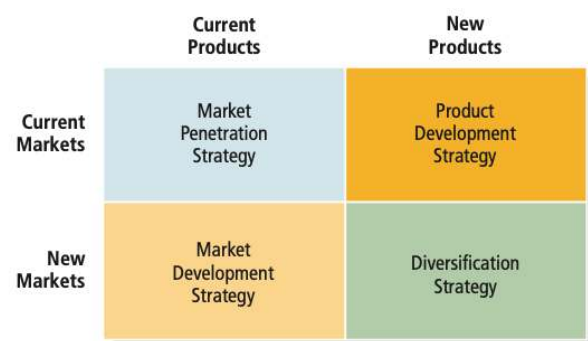 Current
Products
New
Products
Current
Markets
Market
Penetration
Strategy
Product
Development
Strategy
New
Markets
Market
Development
Strategy
Diversification
Strategy